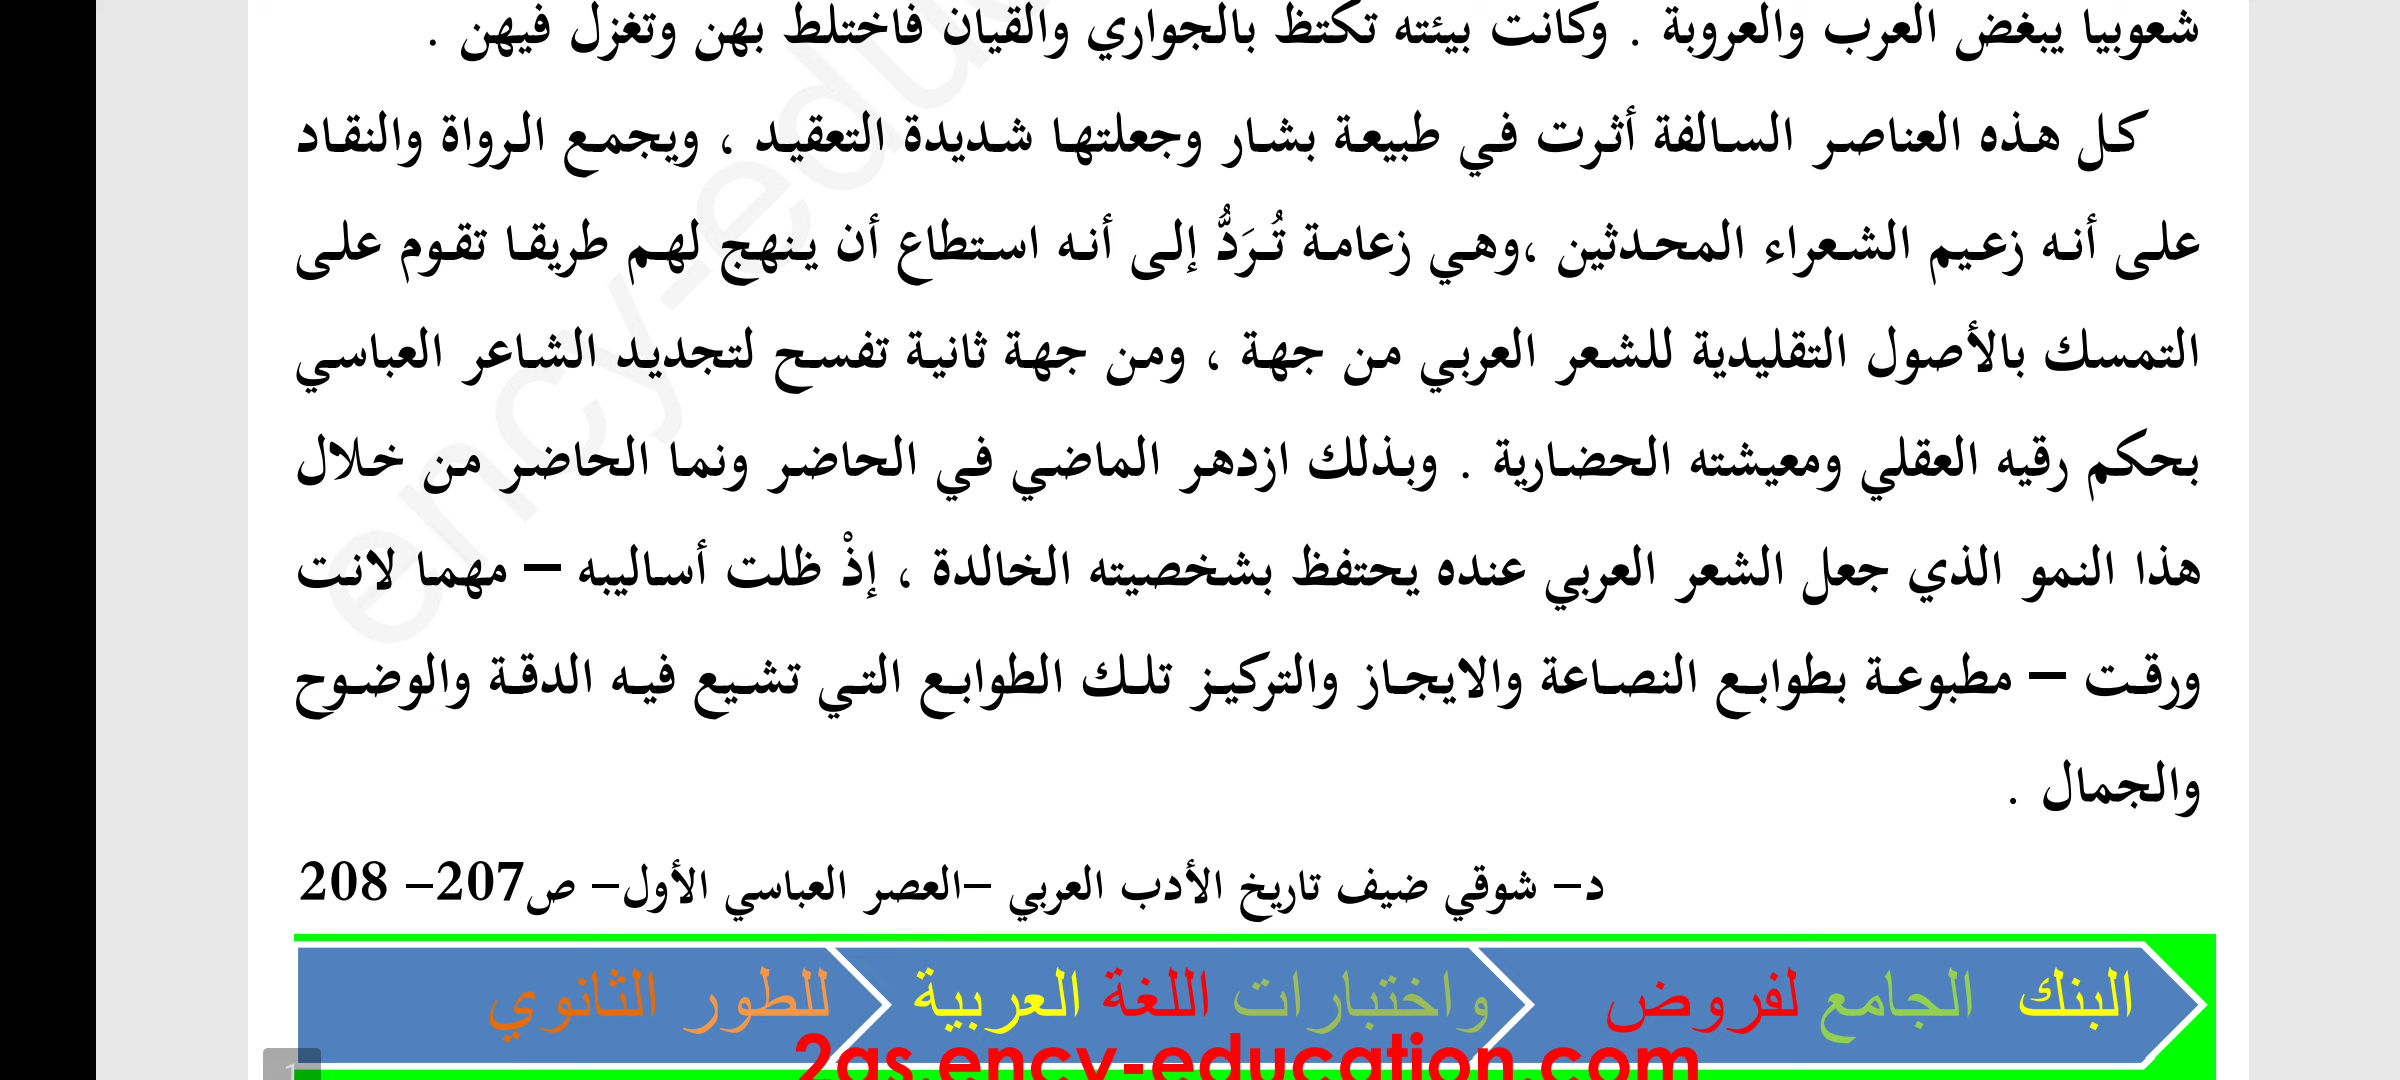 شعوبيا يبغض العرب والعروبة . وكانت بيئته تكتظ بالجواري والقيان فاختلط بهن وتغزل فيهن .
كل هذه العناصر السالفة أثرت في طبيعة بشار وجعلتها شديدة التعقيد ، ويجمع الرواة والنقاد
على أنه زعيم الشعراء المحدثين ،وهي زعامة تُرَدُّ إلى أنه استطاع أن ينهج لهم طريقا تقوم على
التمسك بالأصول التقليدية للشعر العربي من جهة ، ومن جهة ثانية تفسح لتجديد الشاعر العباسي
بحكم رقيه العقلي ومعيشته الحضارية . وبذلك ازدهر الماضي في الحاضر ونما الحاضر من خلال
هذا النمو الذي جعل الشعر العربي عنده يحتفظ بشخصيته الخالدة ، إذْ ظلت أساليبه – مهما لانت
ورقت – مطبوعة بطوابع النصاعة والايجاز والتركيز تلك الطوابع التي تشيع فيه الدقة والوضوح
والجمال .
د- شوقي ضيف تاريخ الأدب العربي -العصر العباسي الأول- ص207- 208
البنك الجامع لفروض واختبارات اللغة العربية للطور الثانوي
2as.ency-education.com
ency-edu
1